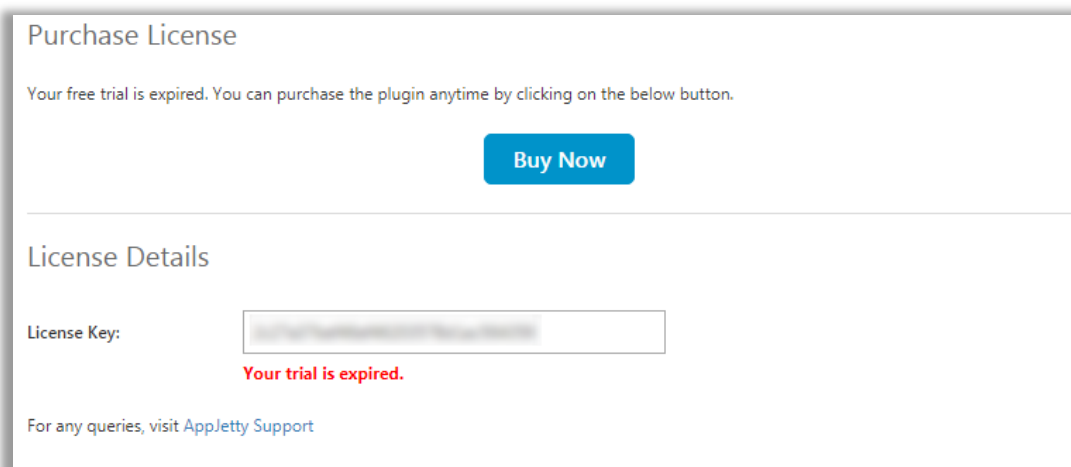 Purchase License
Your free trial is expired. You can purchase the plugin anytime by clicking on the below button.
Buy Now
License Details
License Key:
Your trial is expired.
For any queries, visit AppJetty Support